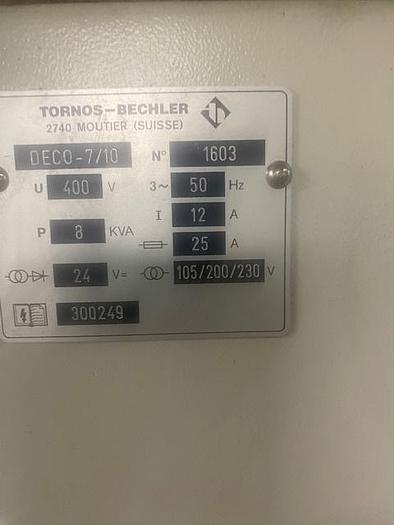 TORNOS-BECHLER
2740 MOUTIER (SUISSE)
DECO-7/10 N° 1603
U 400 V 3~ 50 Hz
I 12 A
P 8 KVA
25 A
24 V= 105/200/230 V
4 300249